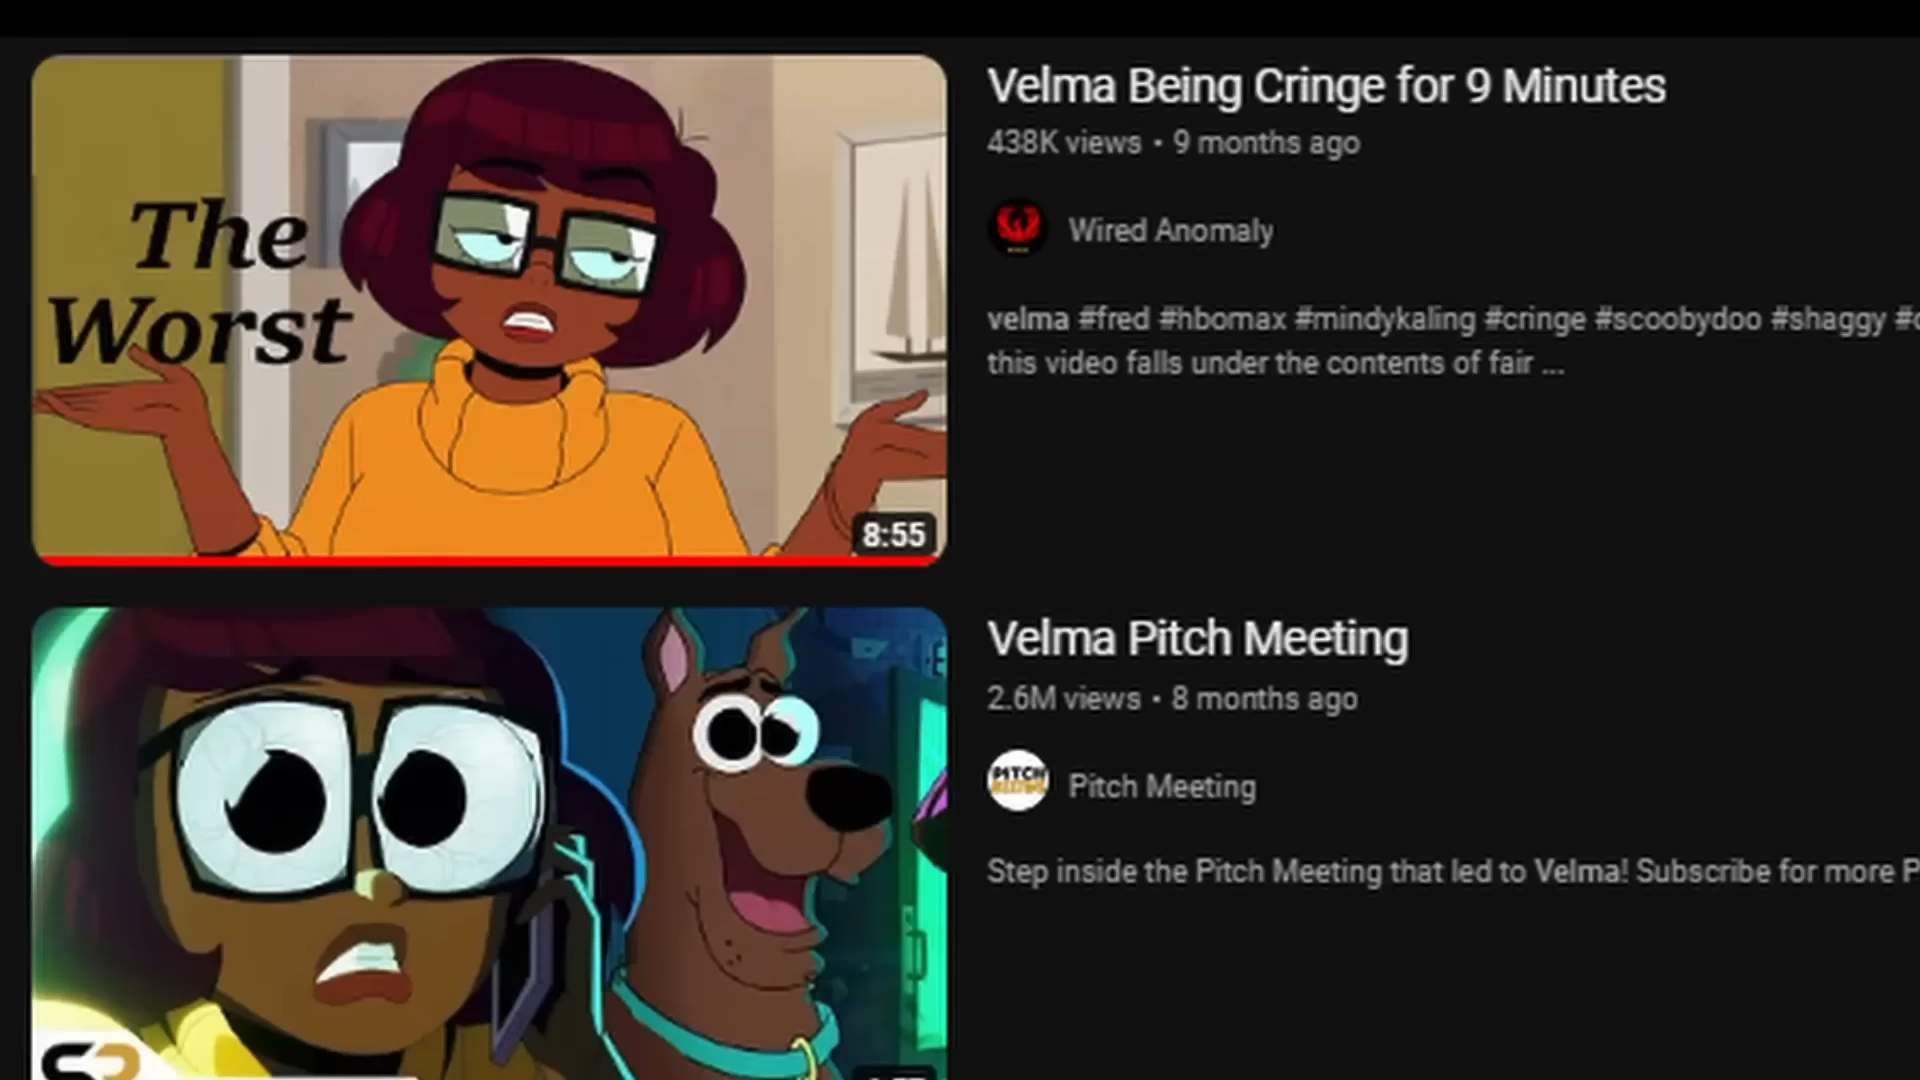 The
Worst
8:55
Velma Being Cringe for 9 Minutes
438K views • 9 months ago
Wired Anomaly
velma #fred #hbomax #mindykaling #cringe #scoobydoo #shaggy
this video falls under the contents of fair ...
Velma Pitch Meeting
2.6M views • 8 months ago
PITCH
MEETING
Pitch Meeting
Step inside the Pitch Meeting that led to Velma! Subscribe for more P